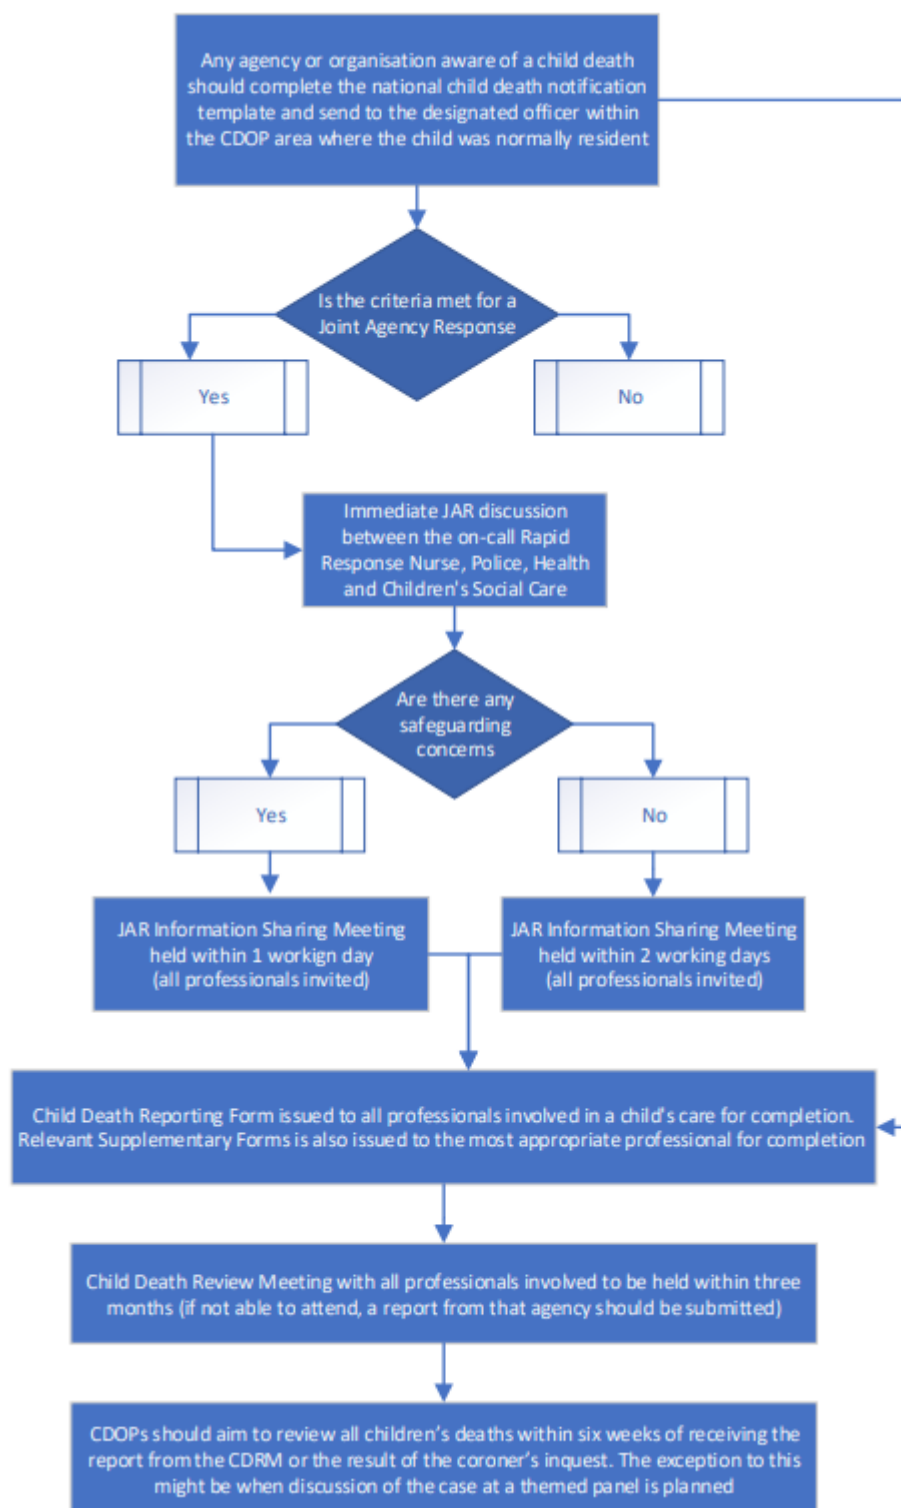 Any agency or organisation aware of a child death
should complete the national child death notification
template and send to the designated officer within
the CDOP area where the child was normally resident
Is the criteria met for a
Joint Agency Response
Yes
No
Immediate JAR discussion
between the on-call Rapid
Response Nurse, Police, Health
and Children's Social Care
Are there any
safeguarding
concerns
Yes
No
JAR Information Sharing Meeting
held within 1 workign day
(all professionals invited)
JAR Information Sharing Meeting
held within 2 working days
(all professionals invited)
Child Death Reporting Form issued to all professionals involved in a child's care for completion.
Relevant Supplementary Forms is also issued to the most appropriate professional for completion
Child Death Review Meeting with all professionals involved to be held within three
months (if not able to attend, a report from that agency should be submitted)
CDOPs should aim to review all children's deaths within six weeks of receiving the
report from the CDRM or the result of the coroner's inquest. The exception to this
might be when discussion of the case at a themed panel is planned